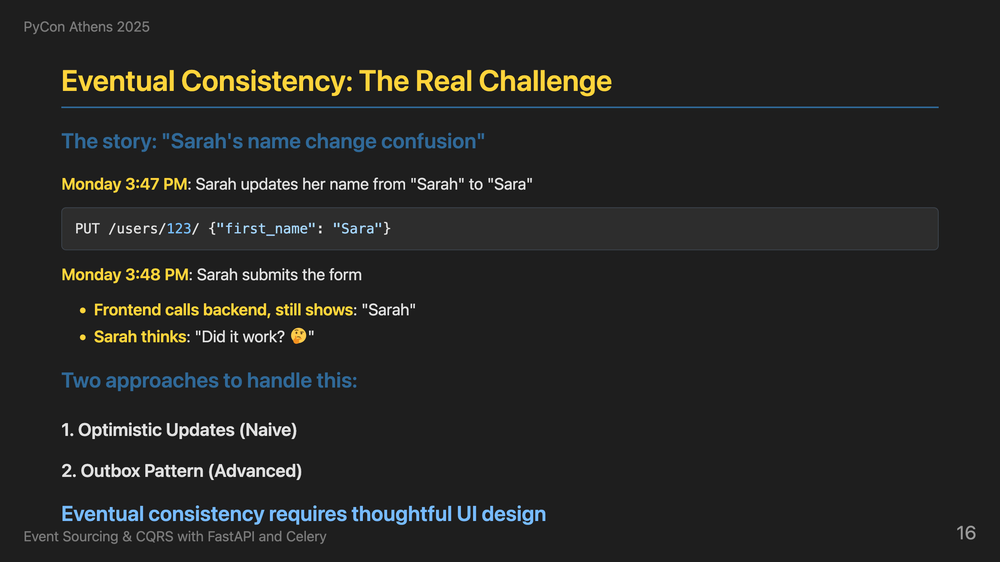 PyCon Athens 2025
Eventual Consistency: The Real Challenge
The story: "Sarah's name change confusion"
Monday 3:47 PM: Sarah updates her name from "Sarah" to "Sara"
PUT /users/123/ {"first_name": "Sara"}
Monday 3:48 PM: Sarah submits the form
• Frontend calls backend, still shows: "Sarah"
• Sarah thinks: "Did it work? 🤔"
Two approaches to handle this:
1. Optimistic Updates (Naive)
2. Outbox Pattern (Advanced)
Eventual consistency requires thoughtful UI design
Event Sourcing & CQRS with FastAPI and Celery
16